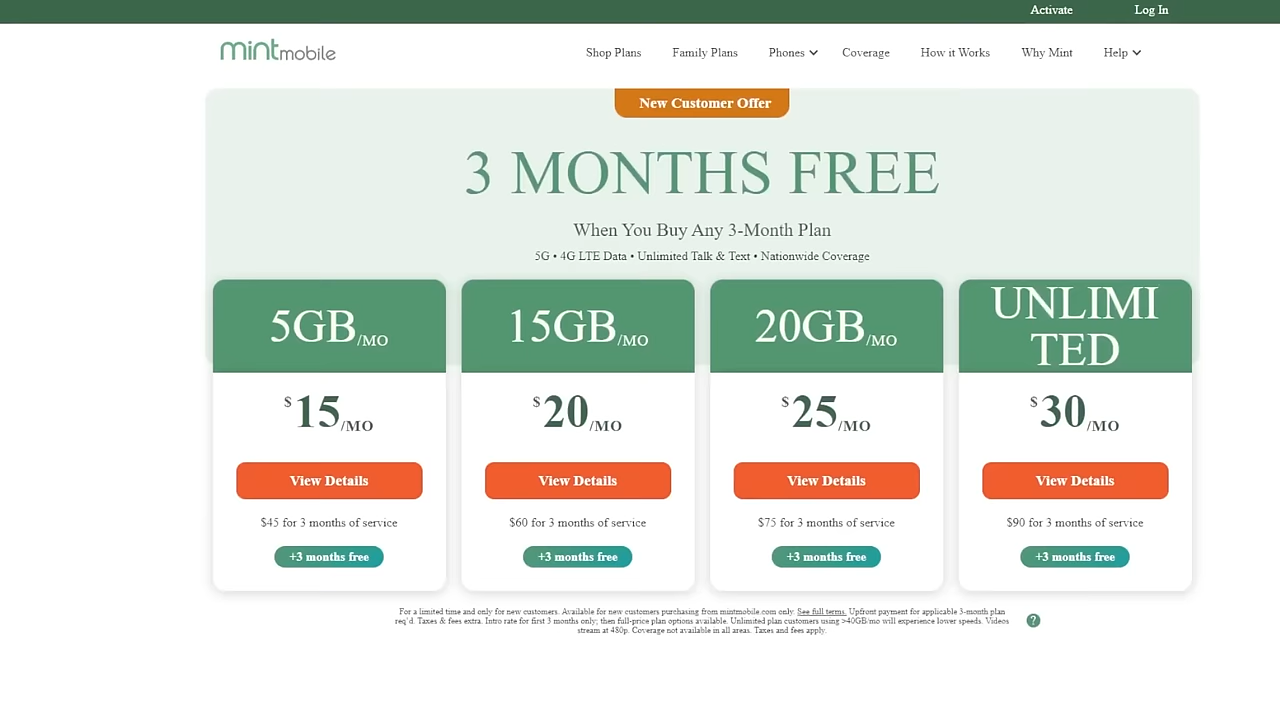 Activate Log In
mintmobile Shop Plans Family Plans Phones Coverage How it Works Why Mint Help
New Customer Offer
3 MONTHS FREE
When You Buy Any 3-Month Plan
5G • 4G LTE Data • Unlimited Talk & Text • Nationwide Coverage
5GB/MO
$15/MO
View Details
$45 for 3 months of service
+3 months free
15GB/MO
$20/MO
View Details
$60 for 3 months of service
+3 months free
20GB/MO
$25/MO
View Details
$75 for 3 months of service
+3 months free
UNLIMI
TED
$30/MO
View Details
$90 for 3 months of service
+3 months free
For a limited time and only for new customers. Available for new customers purchasing from mintmobile.com only. See full terms. Upfront payment for applicable 3-month plan
req'd. Taxes & fees extra. Intro rate for first 3 months only; then full-price plan options available. Unlimited plan customers using >40GB/mo will experience lower speeds. Videos
stream at 480p. Coverage not available in all areas. Taxes and fees apply.
?